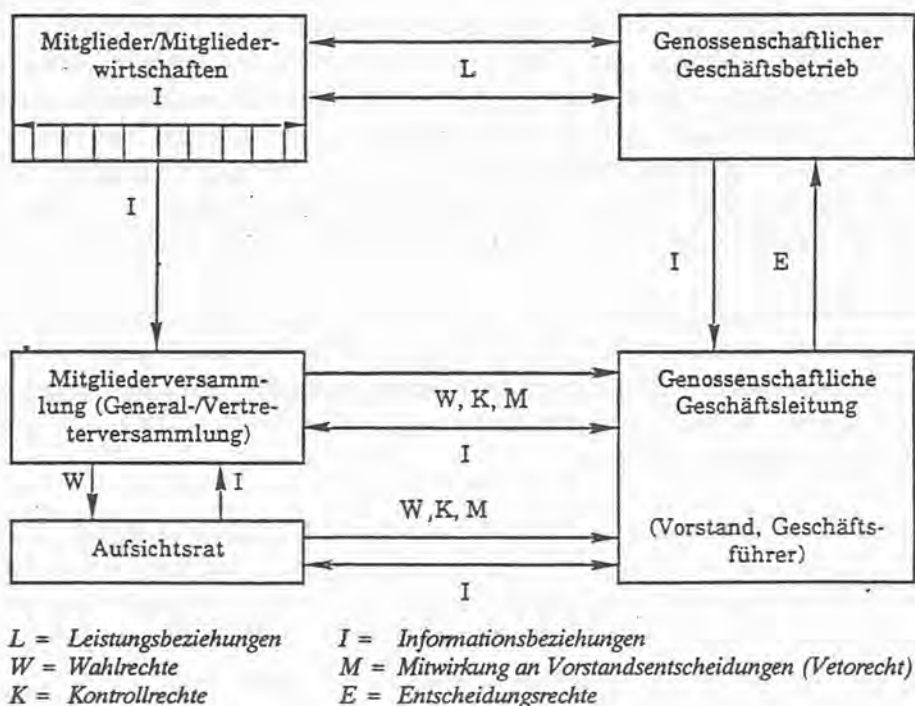 Mitglieder/Mitglieder-
wirtschaften
I
Genossenschaftlicher
Geschäftsbetrieb
L
I
I
E
Mitgliederversamm-
lung (General-/Vertre-
terversammlung)
W, K, M
I
Genossenschaftliche
Geschäftsleitung
(Vorstand, Geschäfts-
führer)
W
I
Aufsichtsrat
W ,K, M
I
L = Leistungsbeziehungen
I = Informationsbeziehungen
W = Wahlrechte
M = Mitwirkung an Vorstandsentscheidungen (Vetorecht)
K = Kontrollrechte
E = Entscheidungsrechte